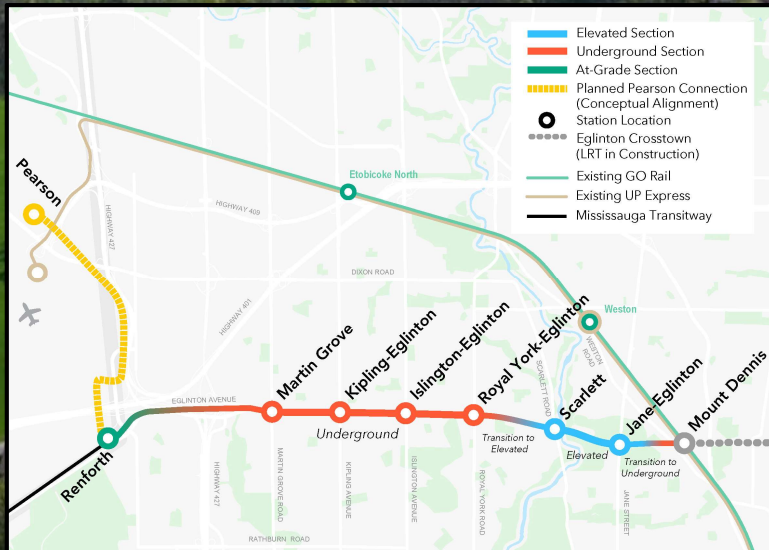 Elevated Section
Underground Section
At-Grade Section
Planned Pearson Connection
(Conceptual Alignment)
Station Location
Eglinton Crosstown
(LRT in Construction)
Existing GO Rail
Existing UP Express
Mississauga Transitway
Pearson
Etobicoke North
HIGHWAY 427
HIGHWAY 409
DIXON ROAD
HIGHWAY 401
Weston
WESTON
ROAD
SCARLETT ROAD
EGLINTON AVENUE
Martin Grove
Kipling-Eglinton
Islington-Eglinton
Royal York-Eglinton
Scarlett
Jane-Eglinton
Mount Dennis
Renforth
Underground
Transition to
Elevated
Elevated
Transition to
Underground
HIGHWAY 427
MARTIN GROVE
ROAD
KIPLING AVENUE
ISLINGTON AVENUE
ROYAL YORK ROAD
JANE STREET
RATHBURN ROAD